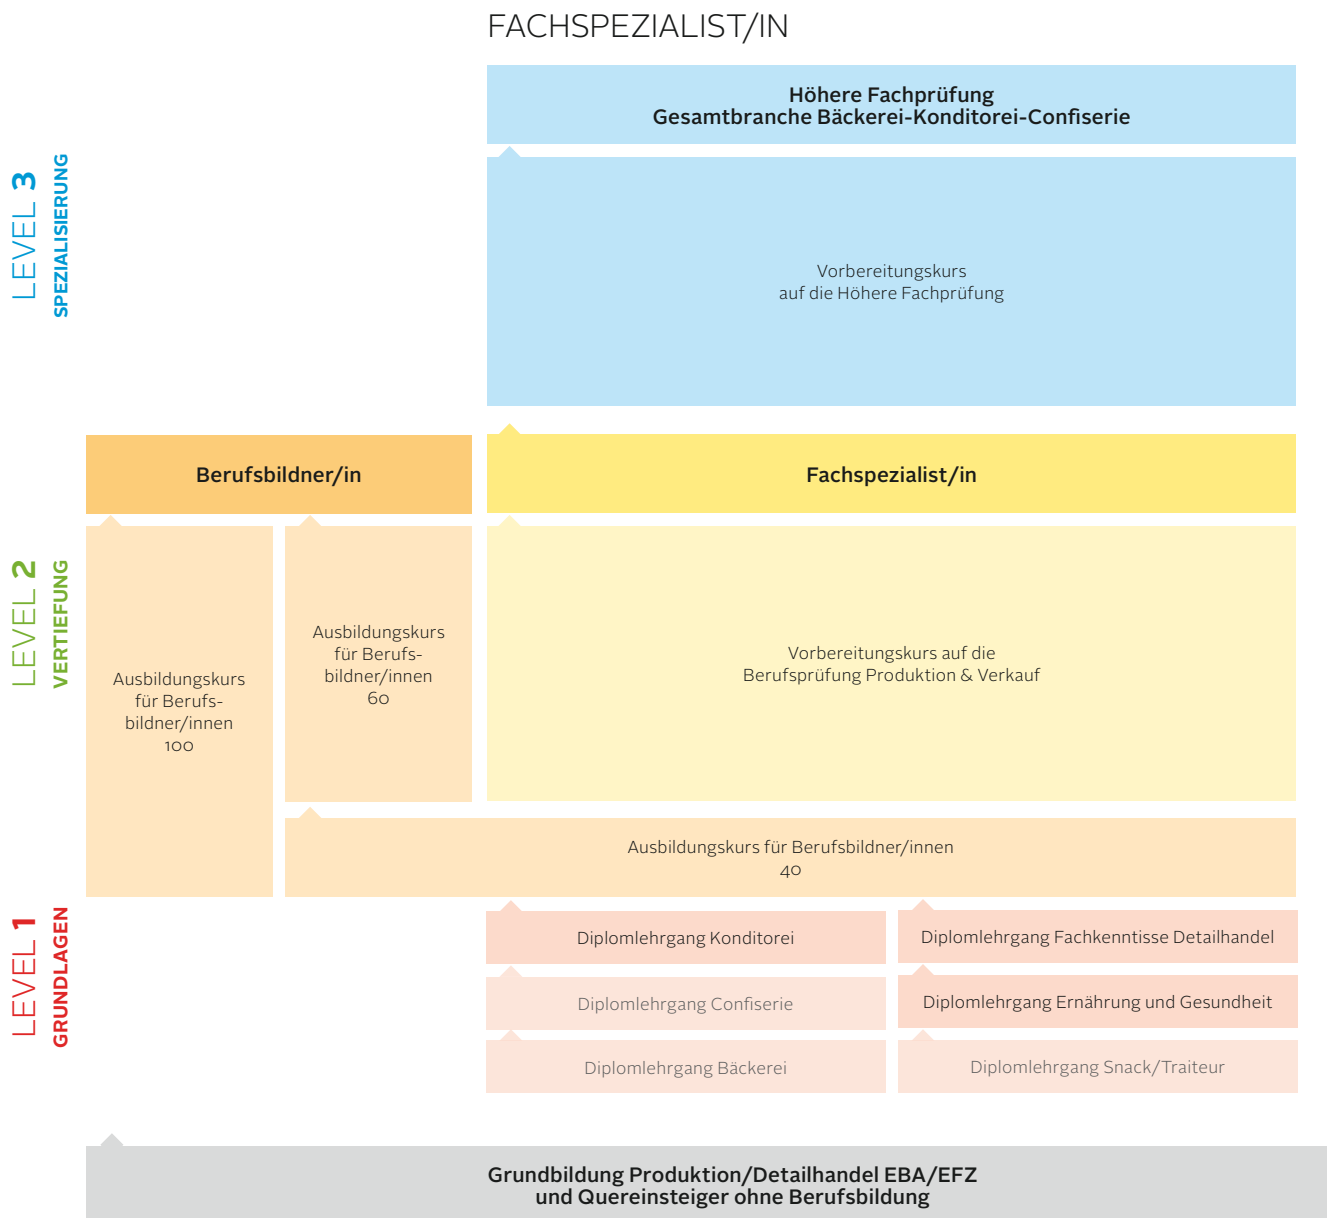 FACHSPEZIALIST/IN
Höhere Fachprüfung
Gesamtbranche Bäckerei-Konditorei-Confiserie
LEVEL 3
SPEZIALISIERUNG
Vorbereitungskurs
auf die Höhere Fachprüfung
Berufsbildner/in
Fachspezialist/in
LEVEL 2
VERTIEFUNG
Ausbildungskurs
für Berufs-
bildner/innen
100
Ausbildungskurs
für Berufs-
bildner/innen
60
Vorbereitungskurs auf die
Berufsprüfung Produktion & Verkauf
Ausbildungskurs für Berufsbildner/innen
40
LEVEL 1
GRUNDLAGEN
Diplomlehrgang Konditorei
Diplomlehrgang Fachkenntisse Detailhandel
Diplomlehrgang Confiserie
Diplomlehrgang Ernährung und Gesundheit
Diplomlehrgang Bäckerei
Diplomlehrgang Snack/Traiteur
Grundbildung Produktion/Detailhandel EBA/EFZ
und Quereinsteiger ohne Berufsbildung